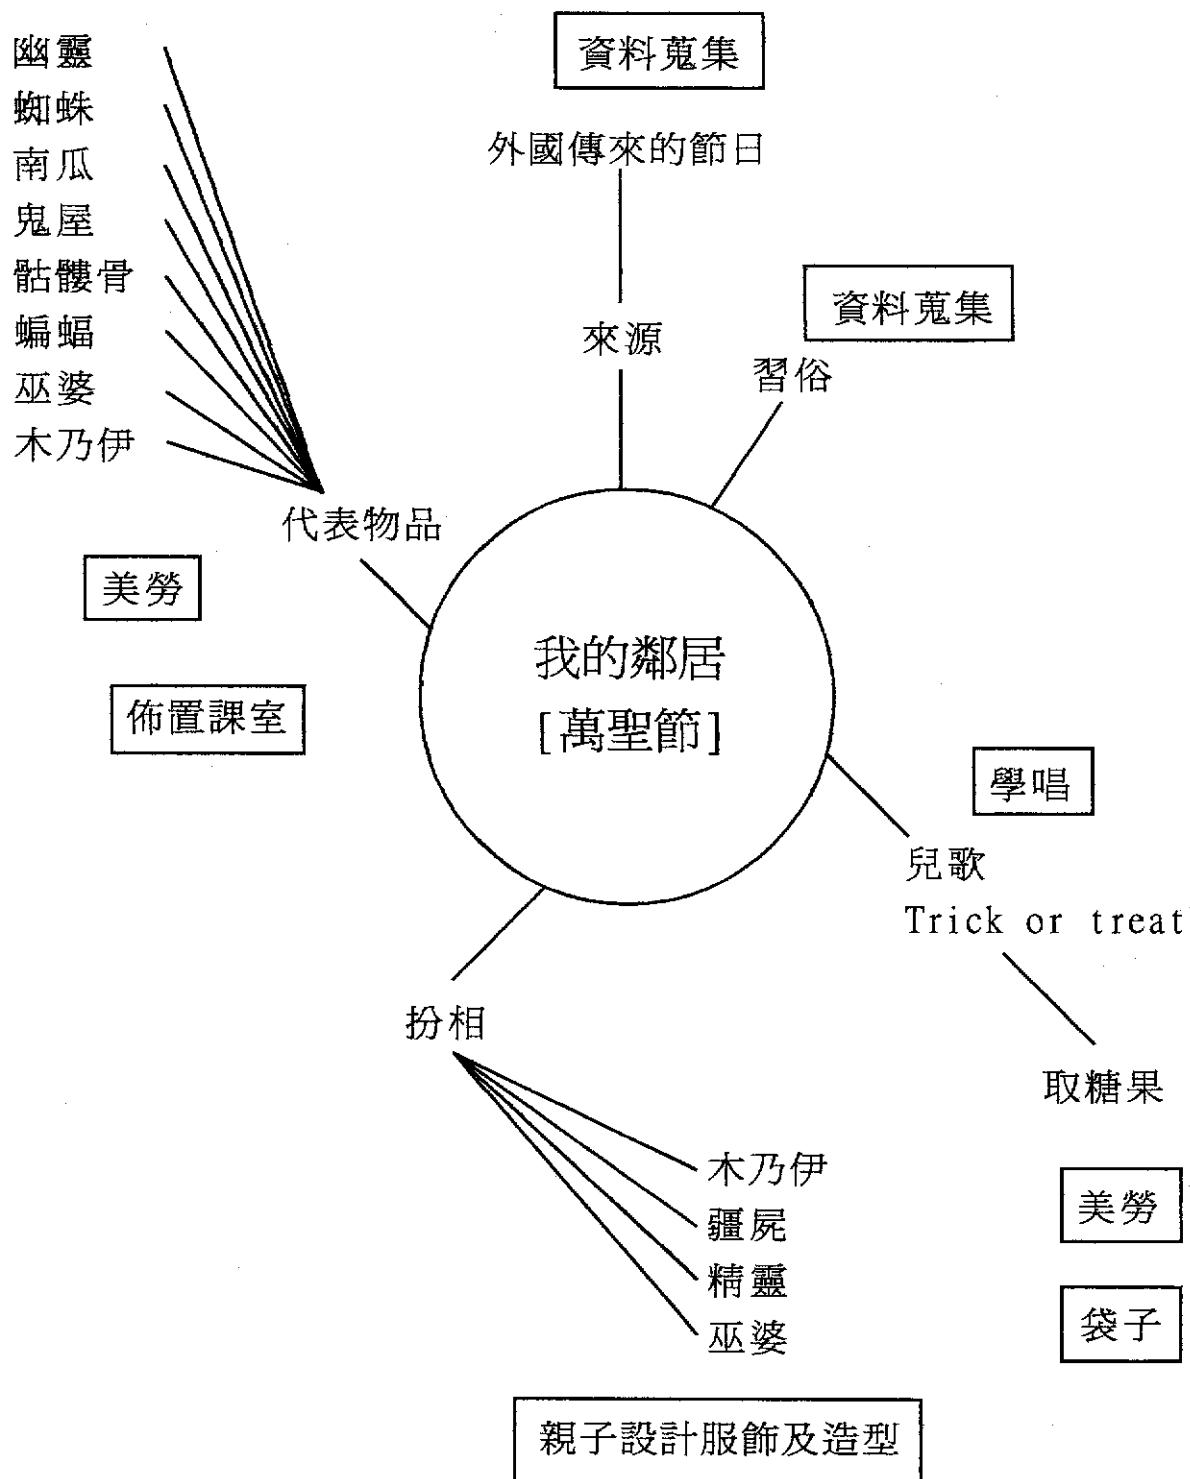 幽靈
蜘蛛
南瓜
鬼屋
骷髏骨
蝙蝠
巫婆
木乃伊
代表物品
美勞
佈置課室
資料蒐集
外國傳來的節日
來源
資料蒐集
習俗
我的鄰居
[萬聖節]
學唱
兒歌
Trick or treat
取糖果
美勞
袋子
扮相
木乃伊
疆屍
精靈
巫婆
親子設計服飾及造型